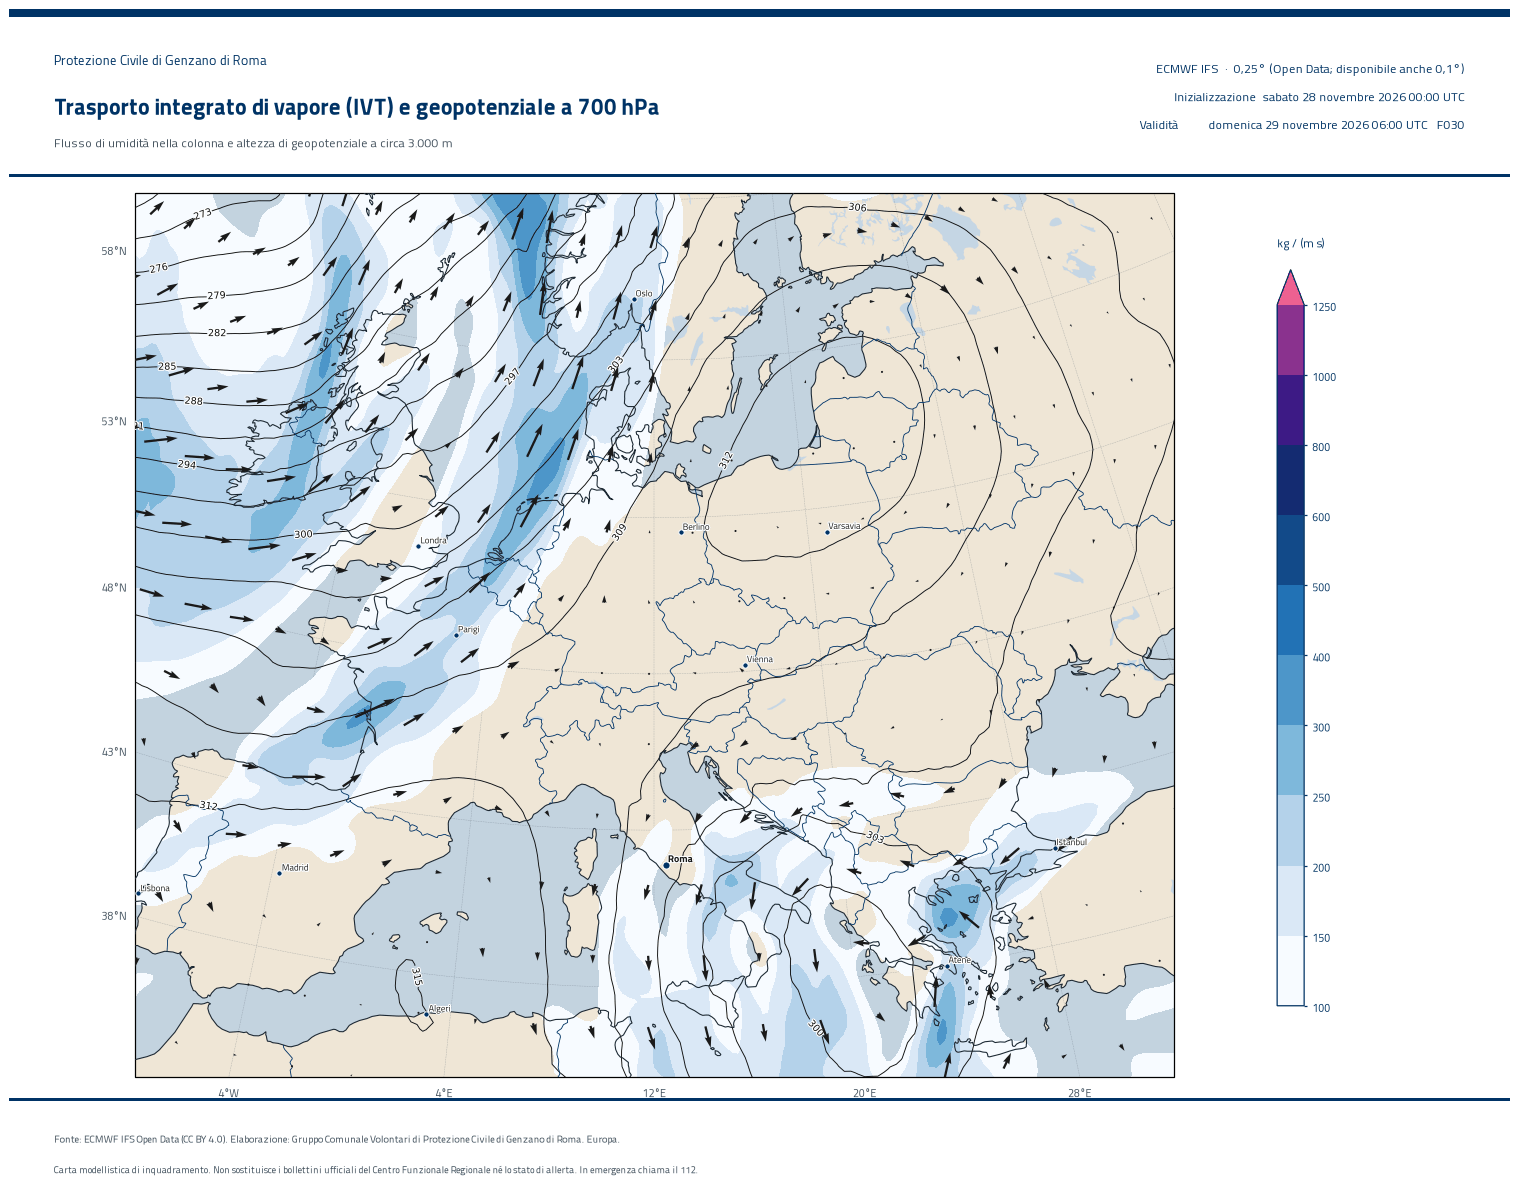 Protezione Civile di Genzano di Roma
Trasporto integrato di vapore (IVT) e geopotenziale a 700 hPa
Flusso di umidità nella colonna e altezza di geopotenziale a circa 3.000 m
ECMWF IFS · 0,25° (Open Data; disponibile anche 0,1°)
Inizializzazione sabato 28 novembre 2026 00:00 UTC
Validità domenica 29 novembre 2026 06:00 UTC F030
kg / (m s)
1250
1000
800
600
500
400
300
250
200
150
100
58°N
53°N
48°N
43°N
38°N
4°W
4°E
12°E
20°E
28°E
273
276
279
282
285
288
294
300
297
303
306
309
312
312
303
315
300
Oslo
Londra
Berlino
Varsavia
Parigi
Vienna
Madrid
Lisbona
Roma
Istanbul
Atene
Algeri
Fonte: ECMWF IFS Open Data (CC BY 4.0). Elaborazione: Gruppo Comunale Volontari di Protezione Civile di Genzano di Roma. Europa.
Carta modellistica di inquadramento. Non sostituisce i bollettini ufficiali del Centro Funzionale Regionale né lo stato di allerta. In emergenza chiama il 112.